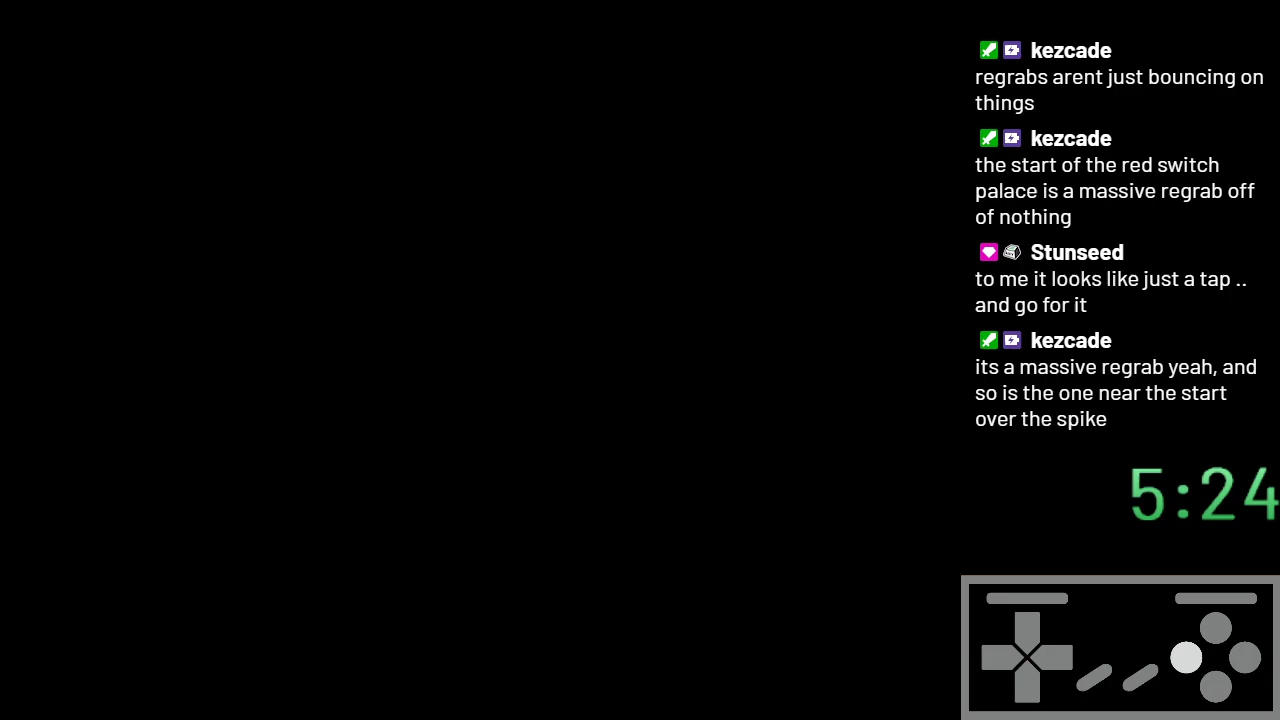 kezcade
regrabs arent just bouncing on
things
kezcade
the start of the red switch
palace is a massive regrab off
of nothing
Stunseed
to me it looks like just a tap ..
and go for it
kezcade
its a massive regrab yeah, and
so is the one near the start
over the spike
5:24